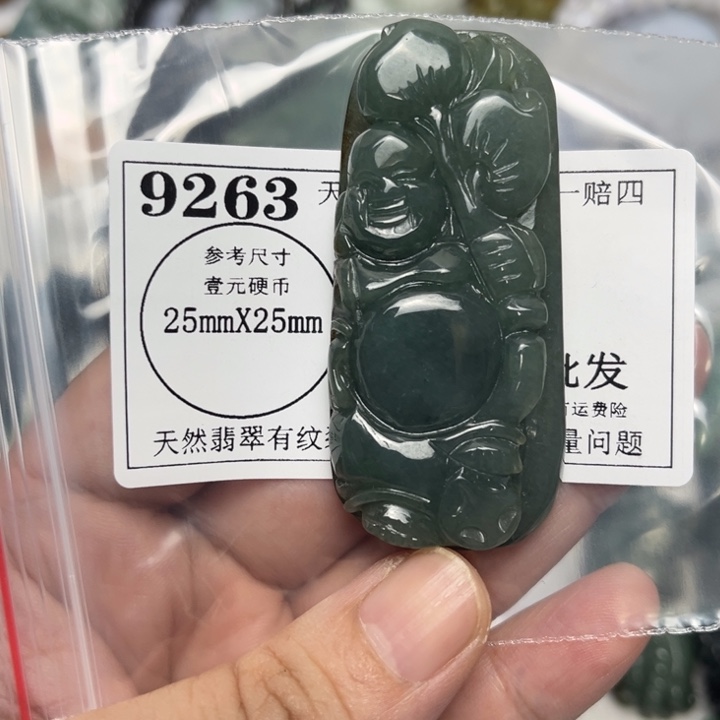 9263 天
一赔四
参考尺寸
壹元硬币
25mmX25mm
批发
运费险
天然翡翠有纹
量问题